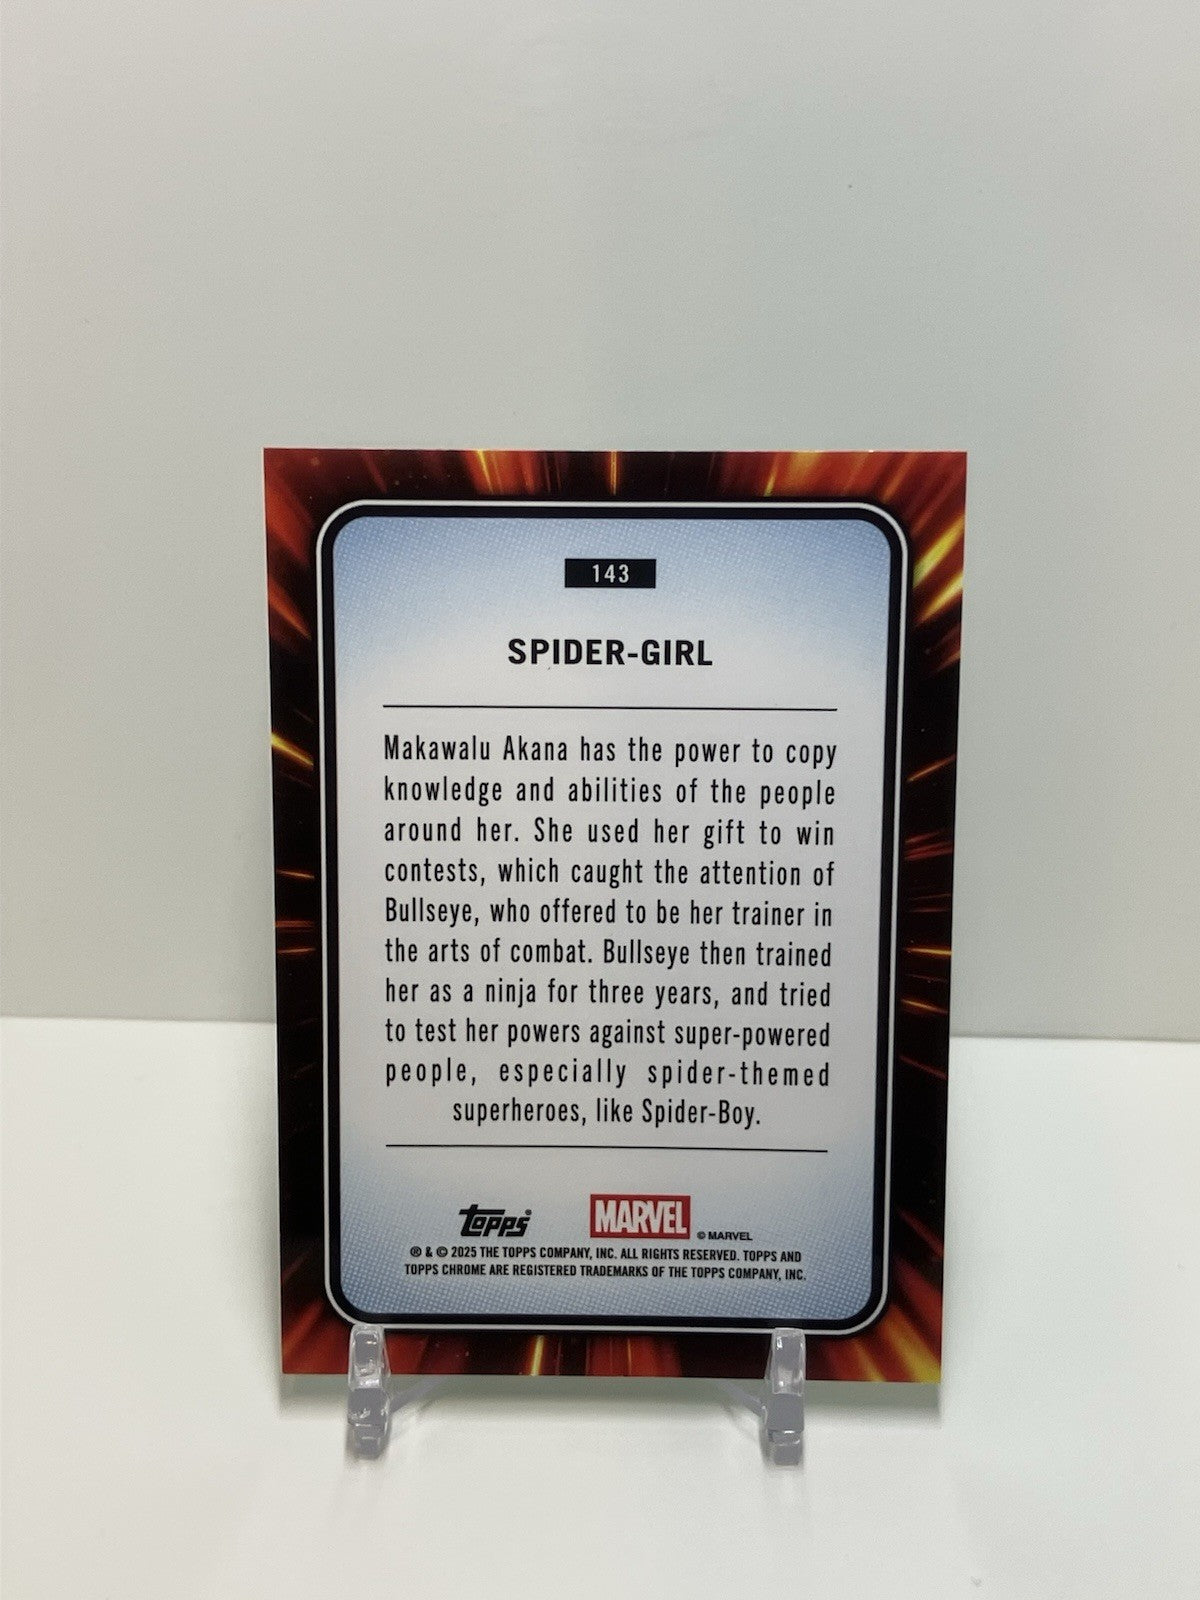 143
SPIDER-GIRL
Makawalu Akana has the power to copy
knowledge and abilities of the people
around her. She used her gift to win
contests, which caught the attention of
Bullseye, who offered to be her trainer in
the arts of combat. Bullseye then trained
her as a ninja for three years, and tried
to test her powers against super-powered
people, especially spider-themed
superheroes, like Spider-Boy.
Topps® MARVEL © MARVEL
® & © 2025 THE TOPPS COMPANY, INC. ALL RIGHTS RESERVED. TOPPS AND
TOPPS CHROME ARE REGISTERED TRADEMARKS OF THE TOPPS COMPANY, INC.